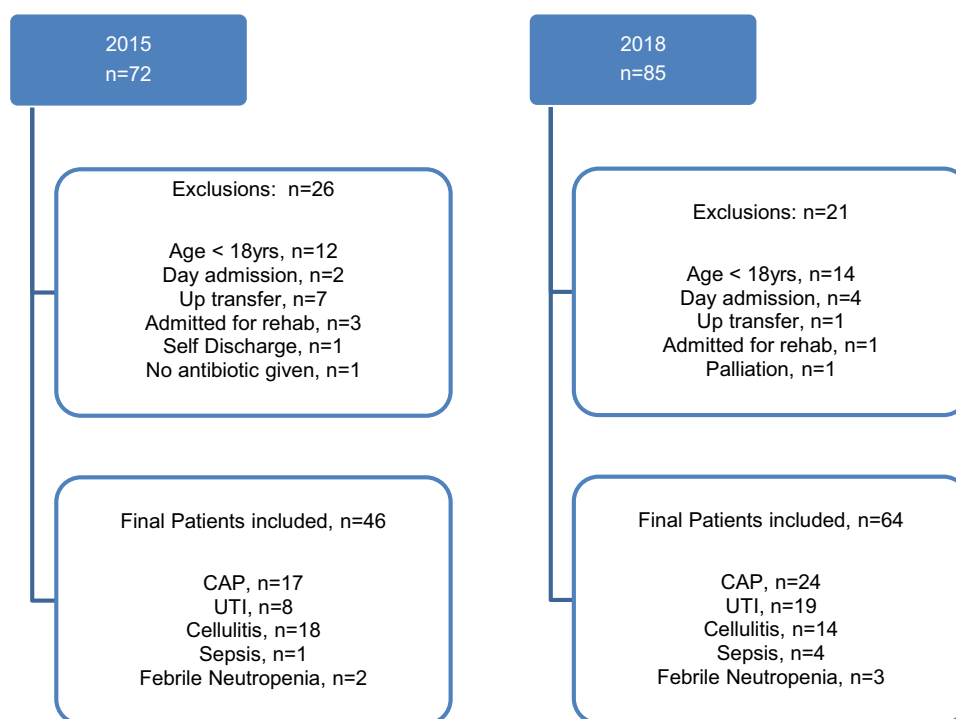 2015
n=72
Exclusions: n=26
Age < 18yrs, n=12
Day admission, n=2
Up transfer, n=7
Admitted for rehab, n=3
Self Discharge, n=1
No antibiotic given, n=1
Final Patients included, n=46
CAP, n=17
UTI, n=8
Cellulitis, n=18
Sepsis, n=1
Febrile Neutropenia, n=2
2018
n=85
Exclusions: n=21
Age < 18yrs, n=14
Day admission, n=4
Up transfer, n=1
Admitted for rehab, n=1
Palliation, n=1
Final Patients included, n=64
CAP, n=24
UTI, n=19
Cellulitis, n=14
Sepsis, n=4
Febrile Neutropenia, n=3